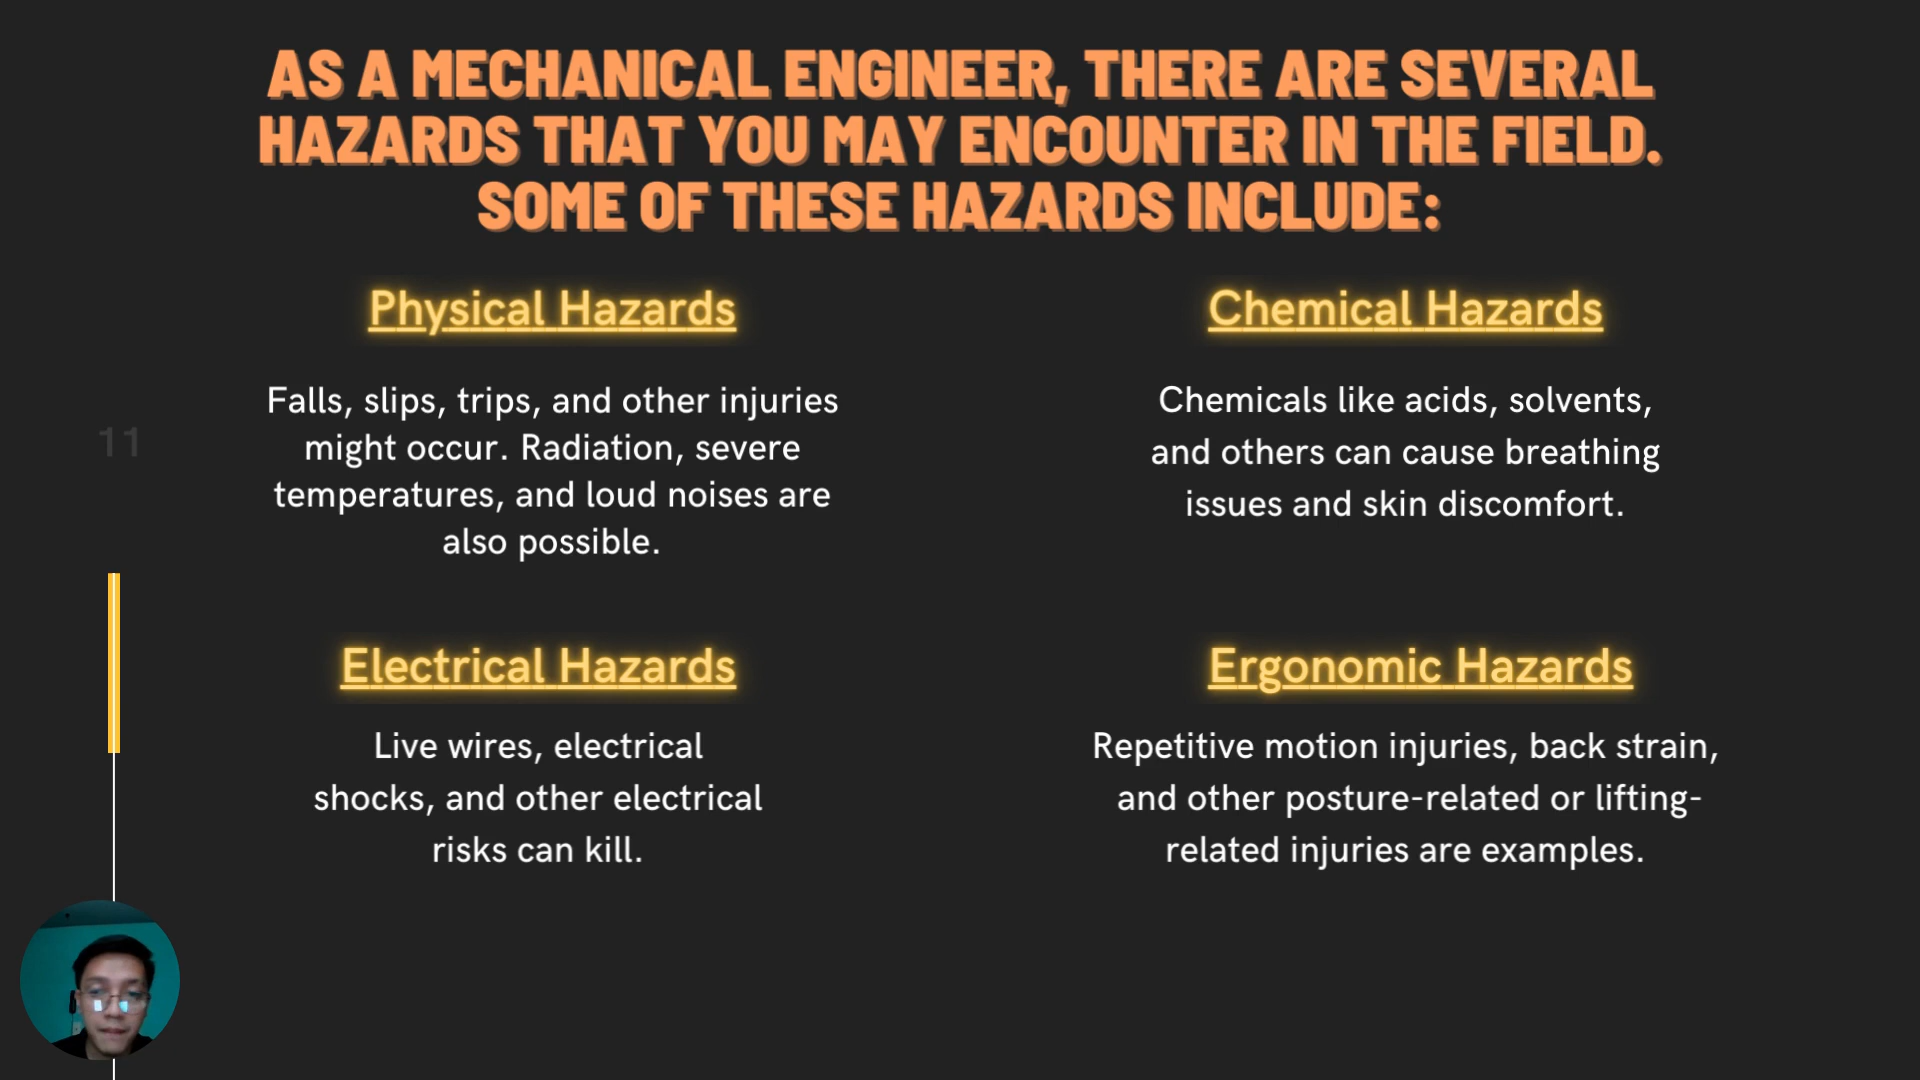 AS A MECHANICAL ENGINEER, THERE ARE SEVERAL
HAZARDS THAT YOU MAY ENCOUNTER IN THE FIELD.
SOME OF THESE HAZARDS INCLUDE:
Physical Hazards
Falls, slips, trips, and other injuries
might occur. Radiation, severe
temperatures, and loud noises are
also possible.
Chemical Hazards
Chemicals like acids, solvents,
and others can cause breathing
issues and skin discomfort.
11
Electrical Hazards
Live wires, electrical
shocks, and other electrical
risks can kill.
Ergonomic Hazards
Repetitive motion injuries, back strain,
and other posture-related or lifting-
related injuries are examples.